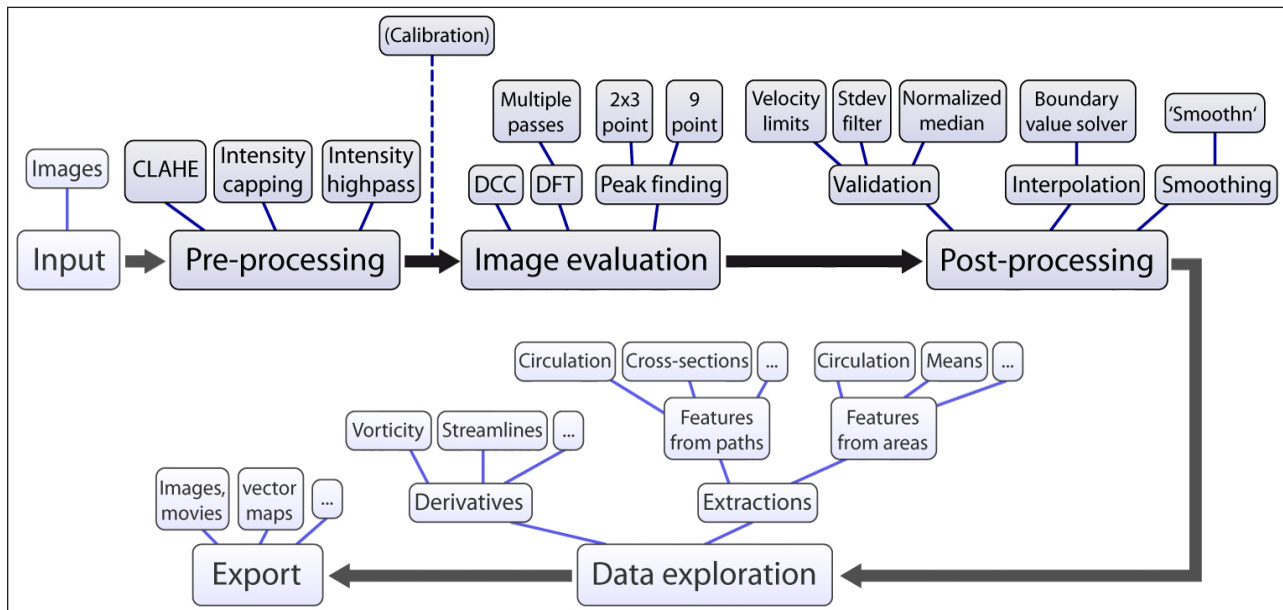 (Calibration)
Multiple
passes
2x3
point
9
point
Velocity
limits
Stdev
filter
Normalized
median
Boundary
value solver
‘Smoothn‘
Images
CLAHE
Intensity
capping
Intensity
highpass
DCC
DFT
Peak finding
Validation
Interpolation
Smoothing
Input
Pre-processing
Image evaluation
Post-processing
Circulation
Cross-sections
...
Circulation
Means
...
Features
from paths
Features
from areas
Vorticity
Streamlines
...
Derivatives
Extractions
Images,
movies
vector
maps
...
Export
Data exploration